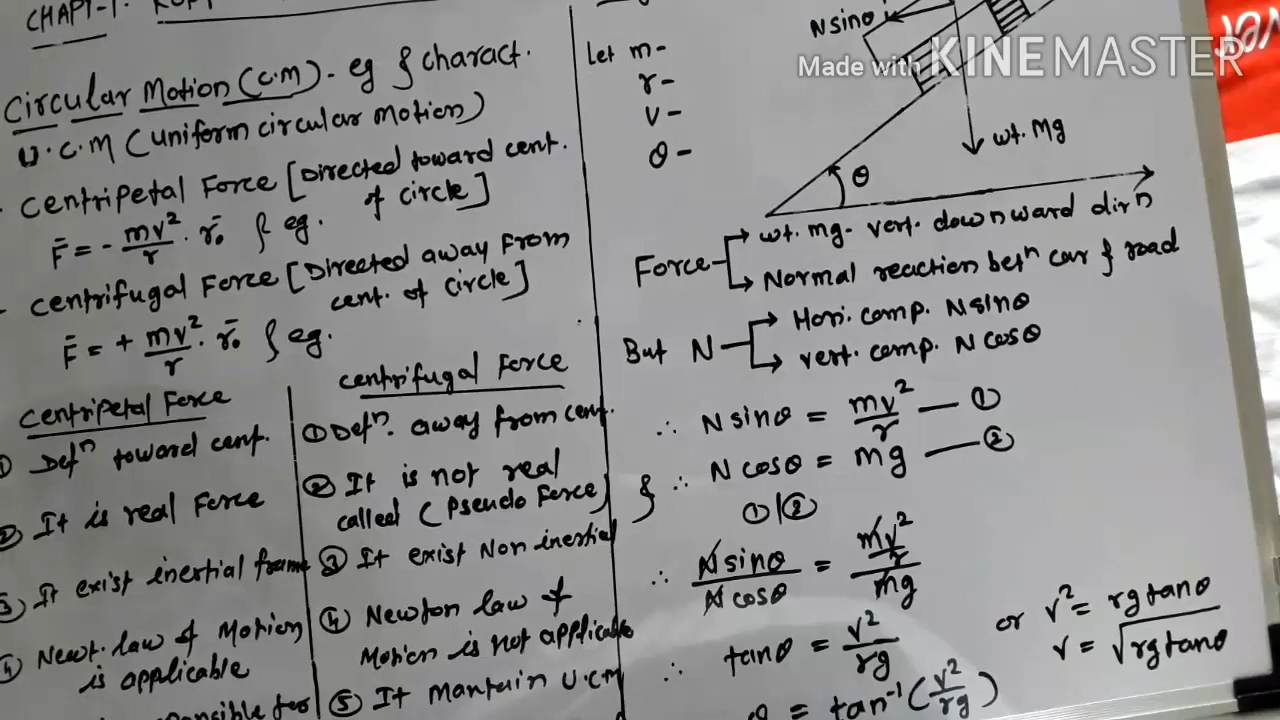 CHAPT-1.
Circular Motion (C.M) - eg & charact.
U.C.M (uniform circular motion)
- Centripetal Force [Directed toward cent. of circle]
F̄ = - mv²/r · r̄₀ & eg.
- centrifugal Force [Directed away from cent. of circle]
F̄ = + mv²/r · r̄₀ & eg.
Centripetal Force
① Defⁿ toward cent.
② It is real Force
③ It exist inertial frame
④ Newt. law of Motion is applicable
centrifugal Force
① Defⁿ. away from cent.
② It is not real called (Pseudo Force)
③ It exist Non inertial
④ Newton law of Motion is not applicable
⑤ It mantain U.C.M
Let m-
r-
v-
θ-
N sinθ
wt. Mg
θ
Force
wt. mg - vert. downward dirⁿ
Normal reaction betⁿ car & road
But N
Hori. comp. N sinθ
vert. comp. N cosθ
∴ N sinθ = mv²/r — ①
& ∴ N cosθ = mg — ②
①/②
∴ N sinθ / N cosθ = (mv²/r) / mg
∴ tanθ = v²/rg
or v² = rg tanθ
v = √rg tanθ
θ = tan⁻¹ (v²/rg)
Made with KINEMASTER